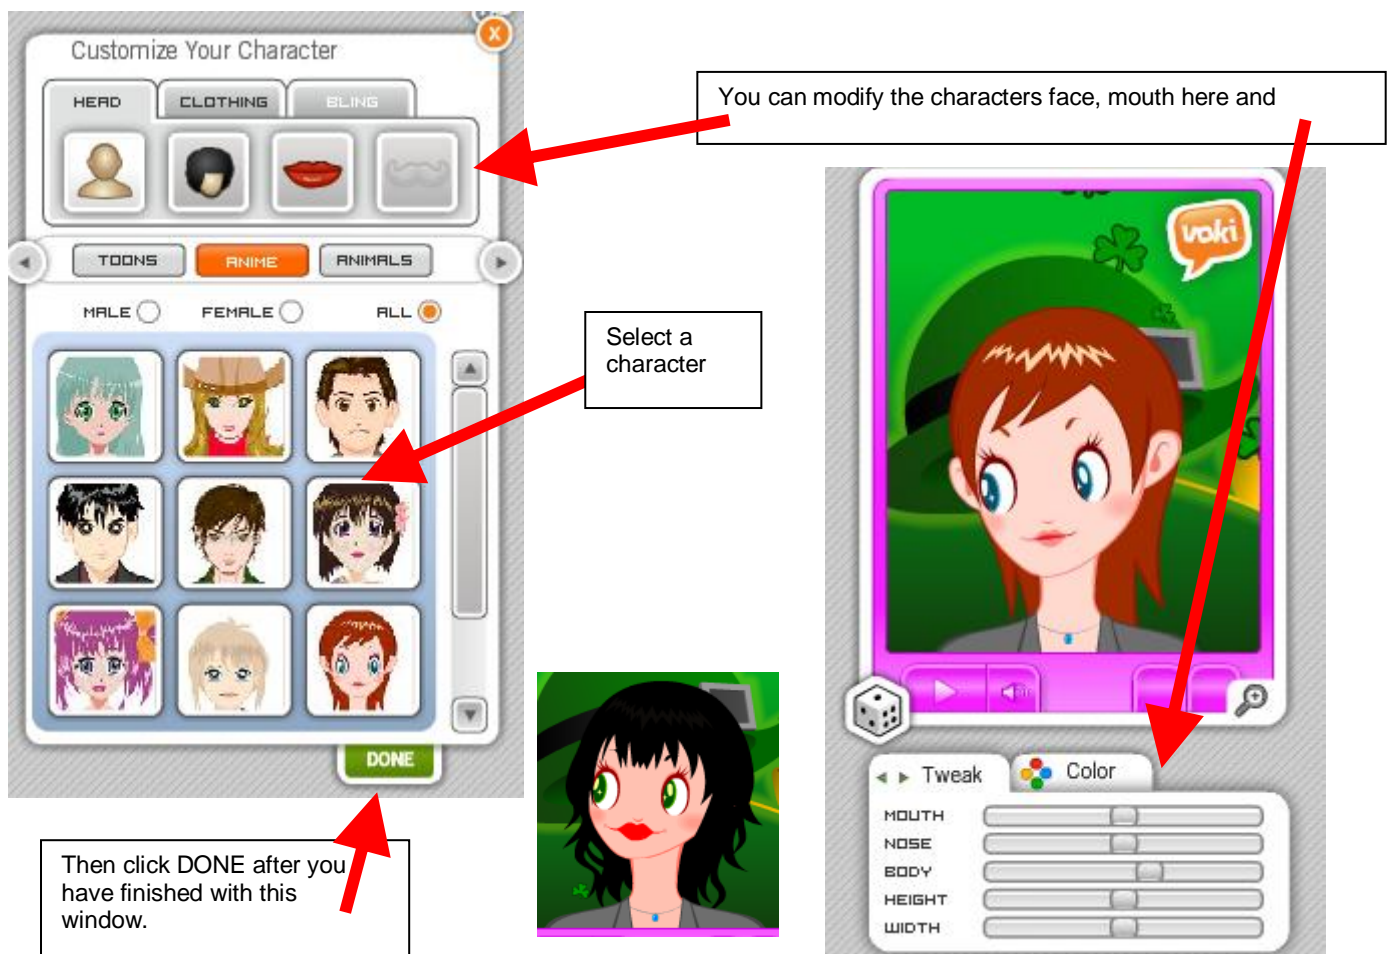 Customize Your Character
X
HEAD
CLOTHING
BLING
You can modify the characters face, mouth here and
TOONS
ANIME
ANIMALS
MALE
FEMALE
ALL
Select a
character
voki
DONE
Then click DONE after you
have finished with this
window.
Tweak
Color
MOUTH
NOSE
BODY
HEIGHT
WIDTH